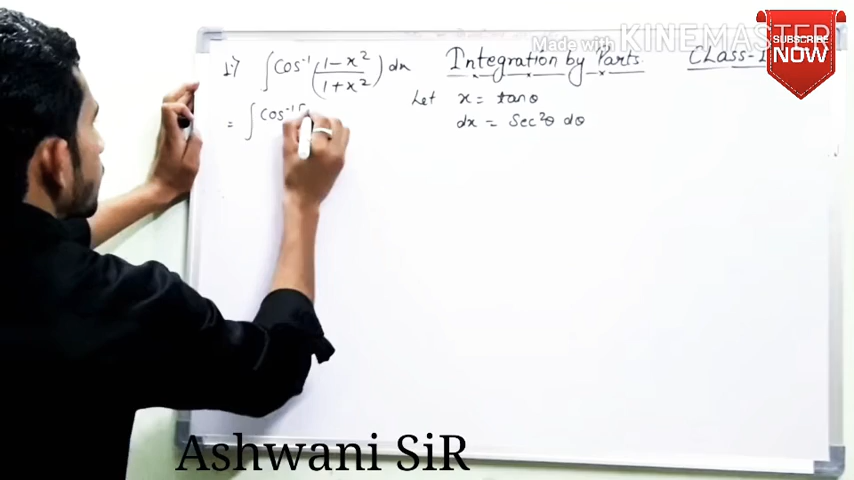 Made with KINEMASTER
SUBSCRIBE
NOW
1.) ∫ Cos⁻¹ ((1-x²)/(1+x²)) dx
Integration by Parts
CLass-
Let x = tanθ
dx = Sec²θ dθ
= ∫ Cos⁻¹ [
Ashwani SiR